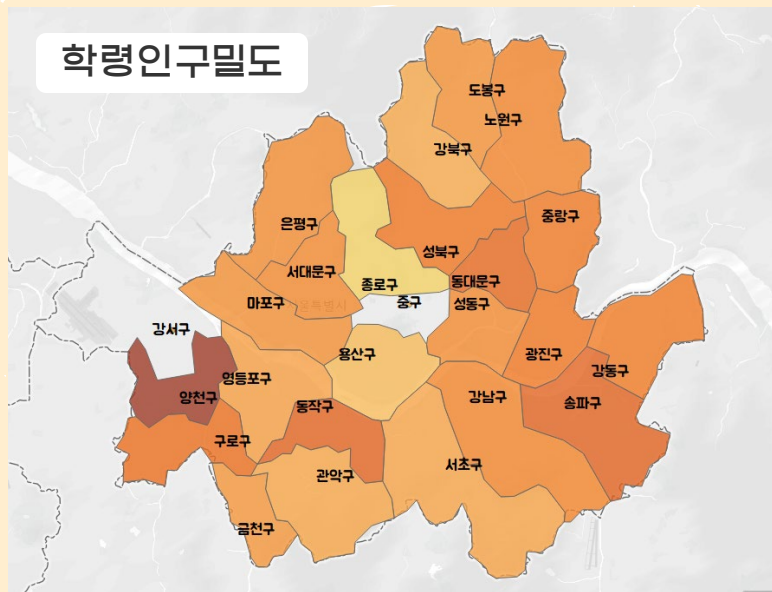 학령인구밀도
도봉구
노원구
강북구
중랑구
은평구
성북구
서대문구
동대문구
종로구
마포구
중구
성동구
강서구
용산구
광진구
영등포구
강동구
양천구
강남구
송파구
동작구
구로구
서초구
관악구
금천구